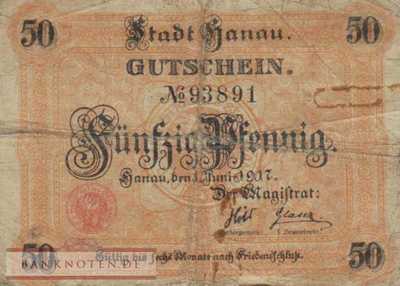 50 Stadt Hanau. 50
GUTSCHEIN.
№ 93891
Fünfzig Pfennig.
Hanau, den 1. Juni 1917.
Der Magistrat:
50 Gültig bis sechs Monate nach Friedensschluß. 50
BANKNOTEN.DE